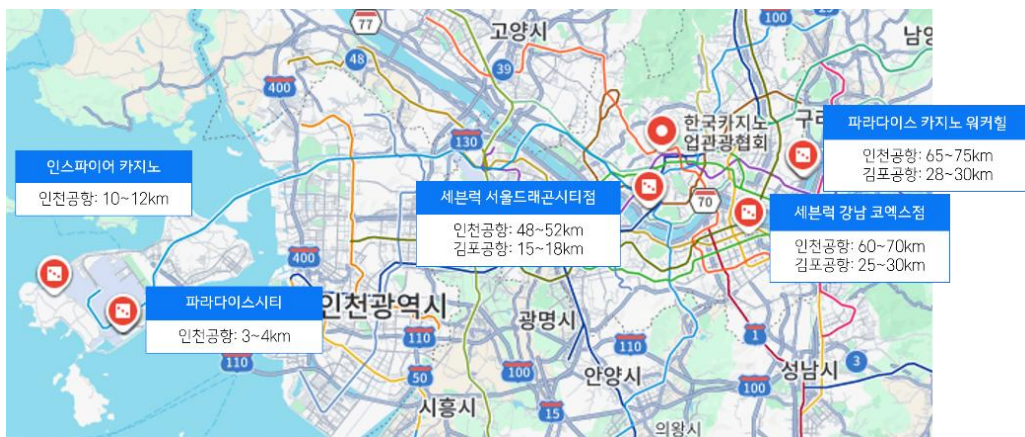 77
고양시
100
29
남양
48
39
400
130
한국카지노
업관광협회
구리
파라다이스 카지노 워커힐
인천공항: 65~75km
김포공항: 28~30km
인스파이어 카지노
인천공항: 10~12km
세븐럭 서울드래곤시티점
인천공항: 48~52km
김포공항: 15~18km
70
세븐럭 강남 코엑스점
인천공항: 60~70km
김포공항: 25~30km
400
파라다이스시티
인천공항: 3~4km
인천광역시
광명시
110
110
110
1
3
50
100
안양시
성남시
100
시흥시
15
의왕시